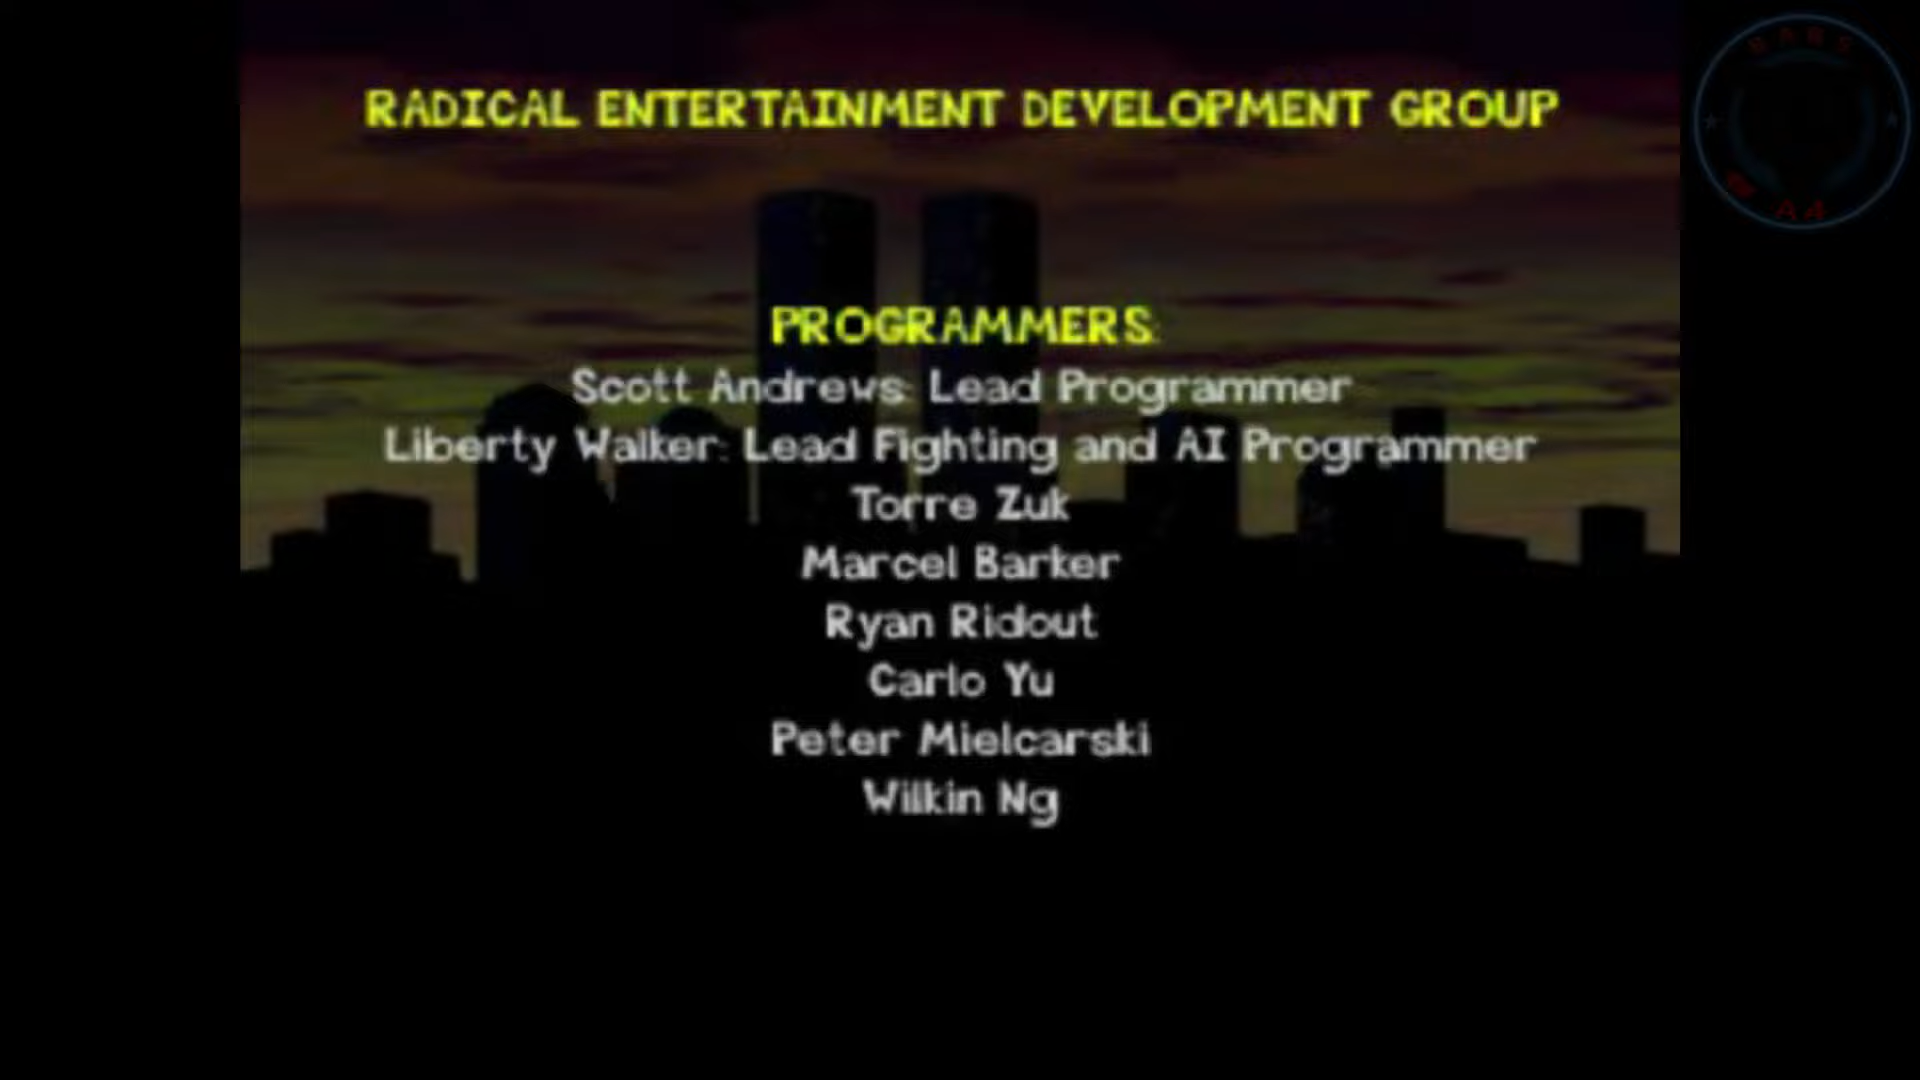 RADICAL ENTERTAINMENT DEVELOPMENT GROUP
PROGRAMMERS:
Scott Andrews: Lead Programmer
Liberty Walker: Lead Fighting and AI Programmer
Torre Zuk
Marcel Barker
Ryan Ridout
Carlo Yu
Peter Mielcarski
Wilkin Ng